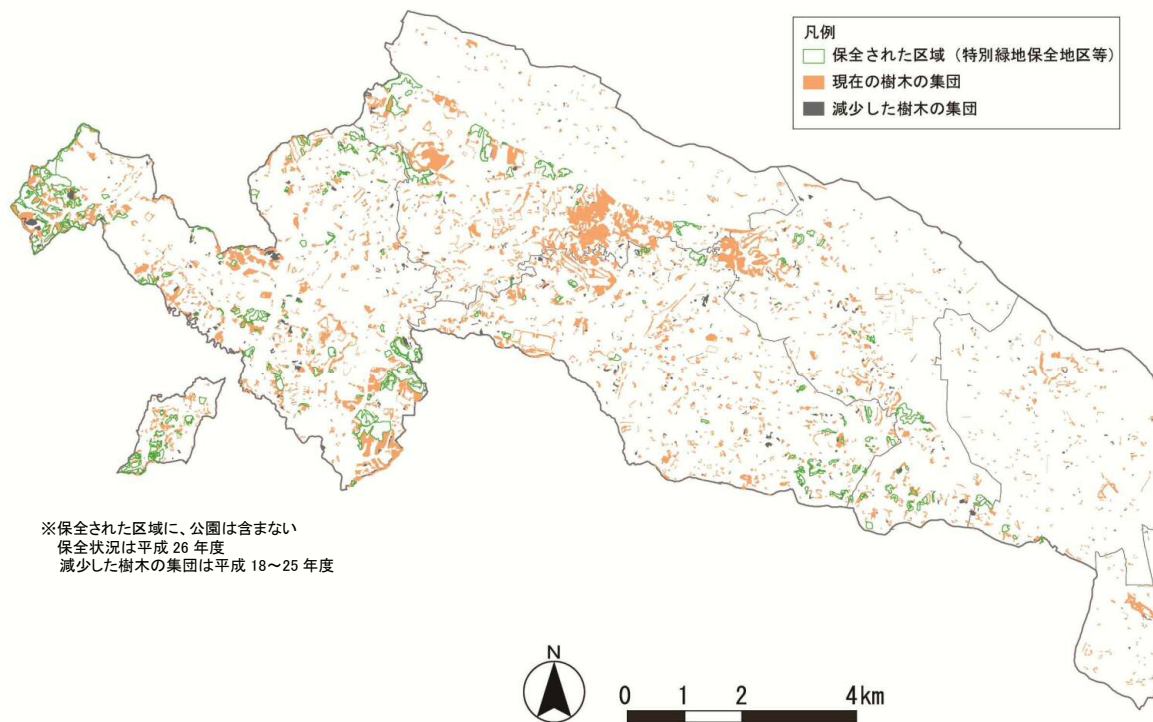 凡例
保全された区域（特別緑地保全地区等）
現在の樹木の集団
減少した樹木の集団
※保全された区域に、公園は含まない
保全状況は平成 26 年度
減少した樹木の集団は平成 18～25 年度
N
0 1 2 4km